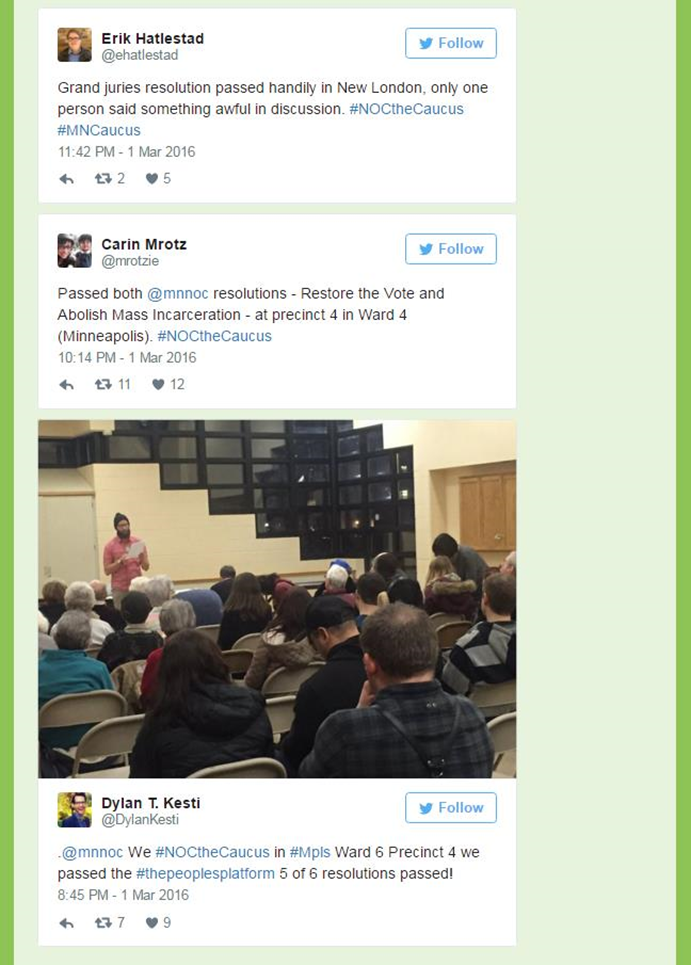 Erik Hatlestad
@ehatlestad
Follow
Grand juries resolution passed handily in New London, only one
person said something awful in discussion. #NOCtheCaucus
#MNCaucus
11:42 PM - 1 Mar 2016
2 5
Carin Mrotz
@mrotzie
Follow
Passed both @mnnoc resolutions - Restore the Vote and
Abolish Mass Incarceration - at precinct 4 in Ward 4
(Minneapolis). #NOCtheCaucus
10:14 PM - 1 Mar 2016
11 12
Dylan T. Kesti
@DylanKesti
Follow
.@mnnoc We #NOCtheCaucus in #Mpls Ward 6 Precinct 4 we
passed the #thepeoplesplatform 5 of 6 resolutions passed!
8:45 PM - 1 Mar 2016
7 9